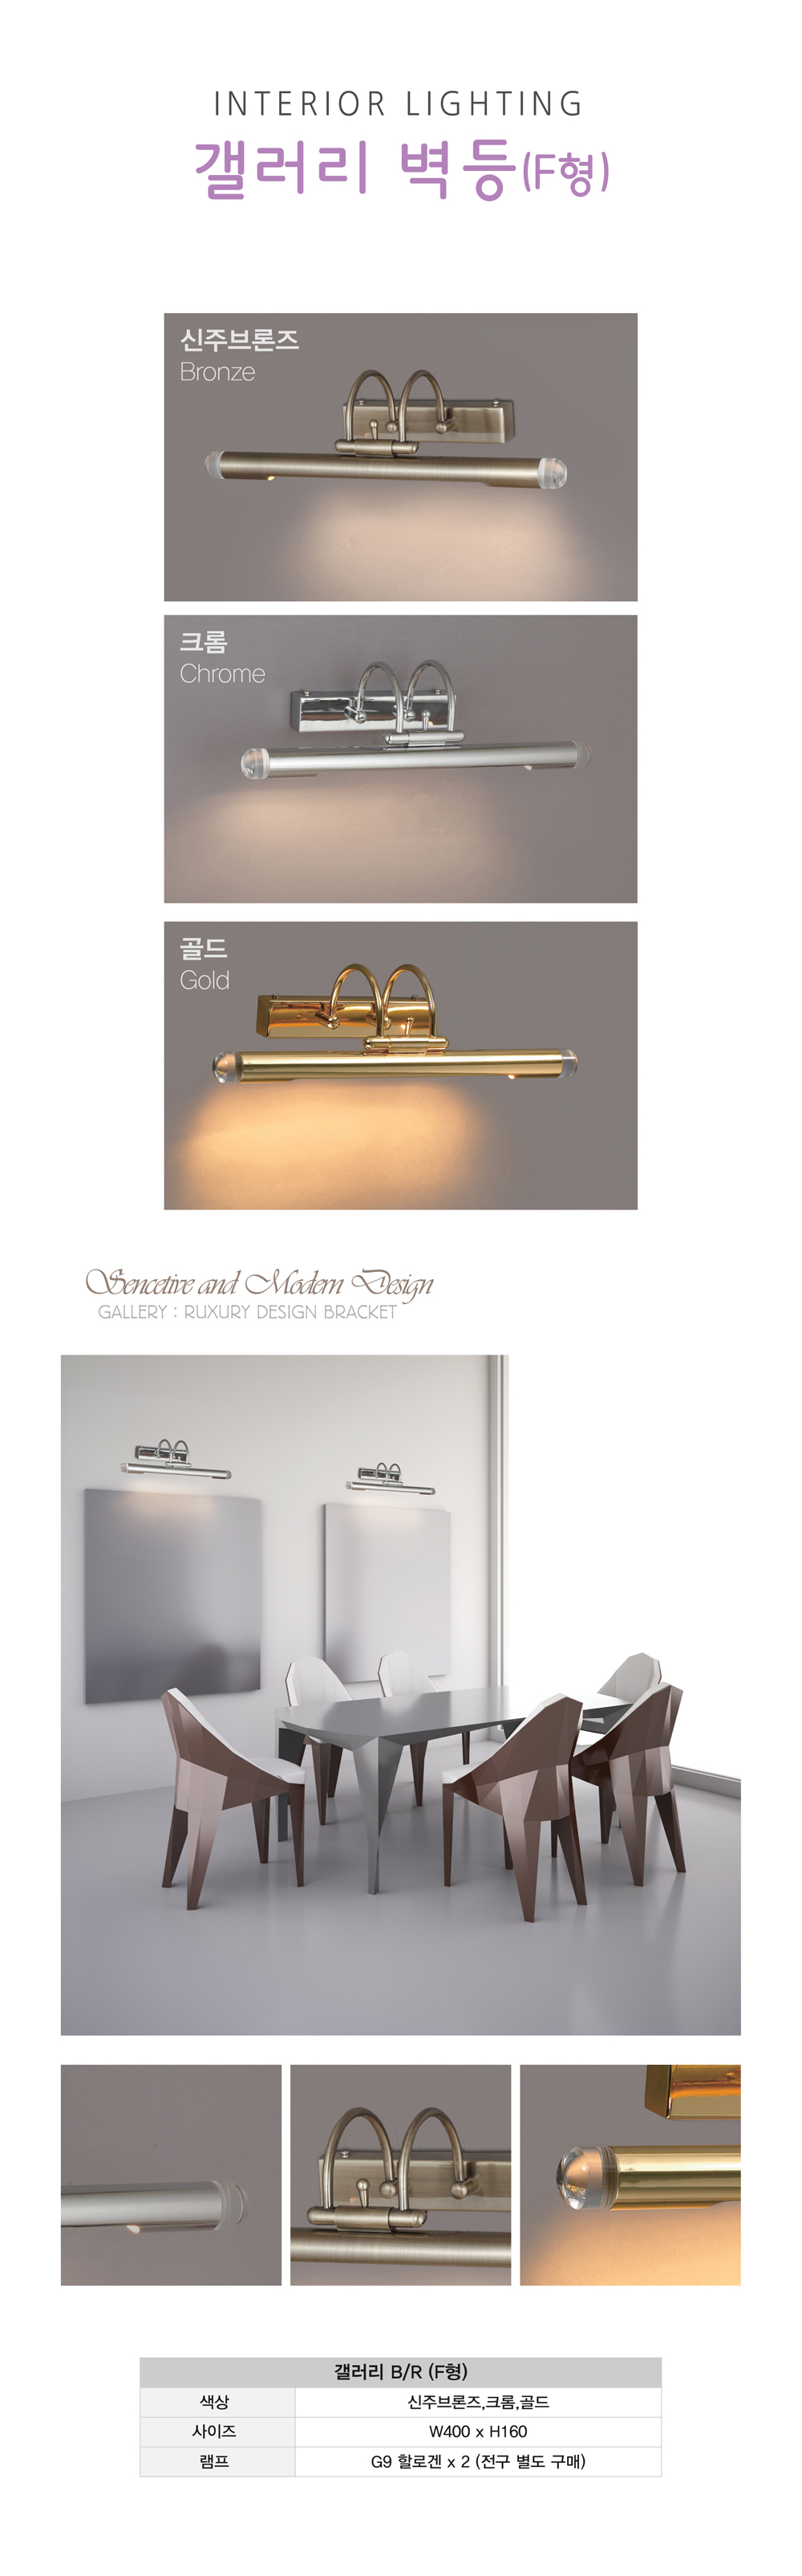 INTERIOR LIGHTING
갤러리 벽등(F형)
신주브론즈
Bronze
크롬
Chrome
골드
Gold
Sencetive and Modern Design
GALLERY : RUXURY DESIGN BRACKET
갤러리 B/R (F형)
색상 신주브론즈,크롬,골드
사이즈 W400 x H160
램프 G9 할로겐 x 2 (전구 별도 구매)